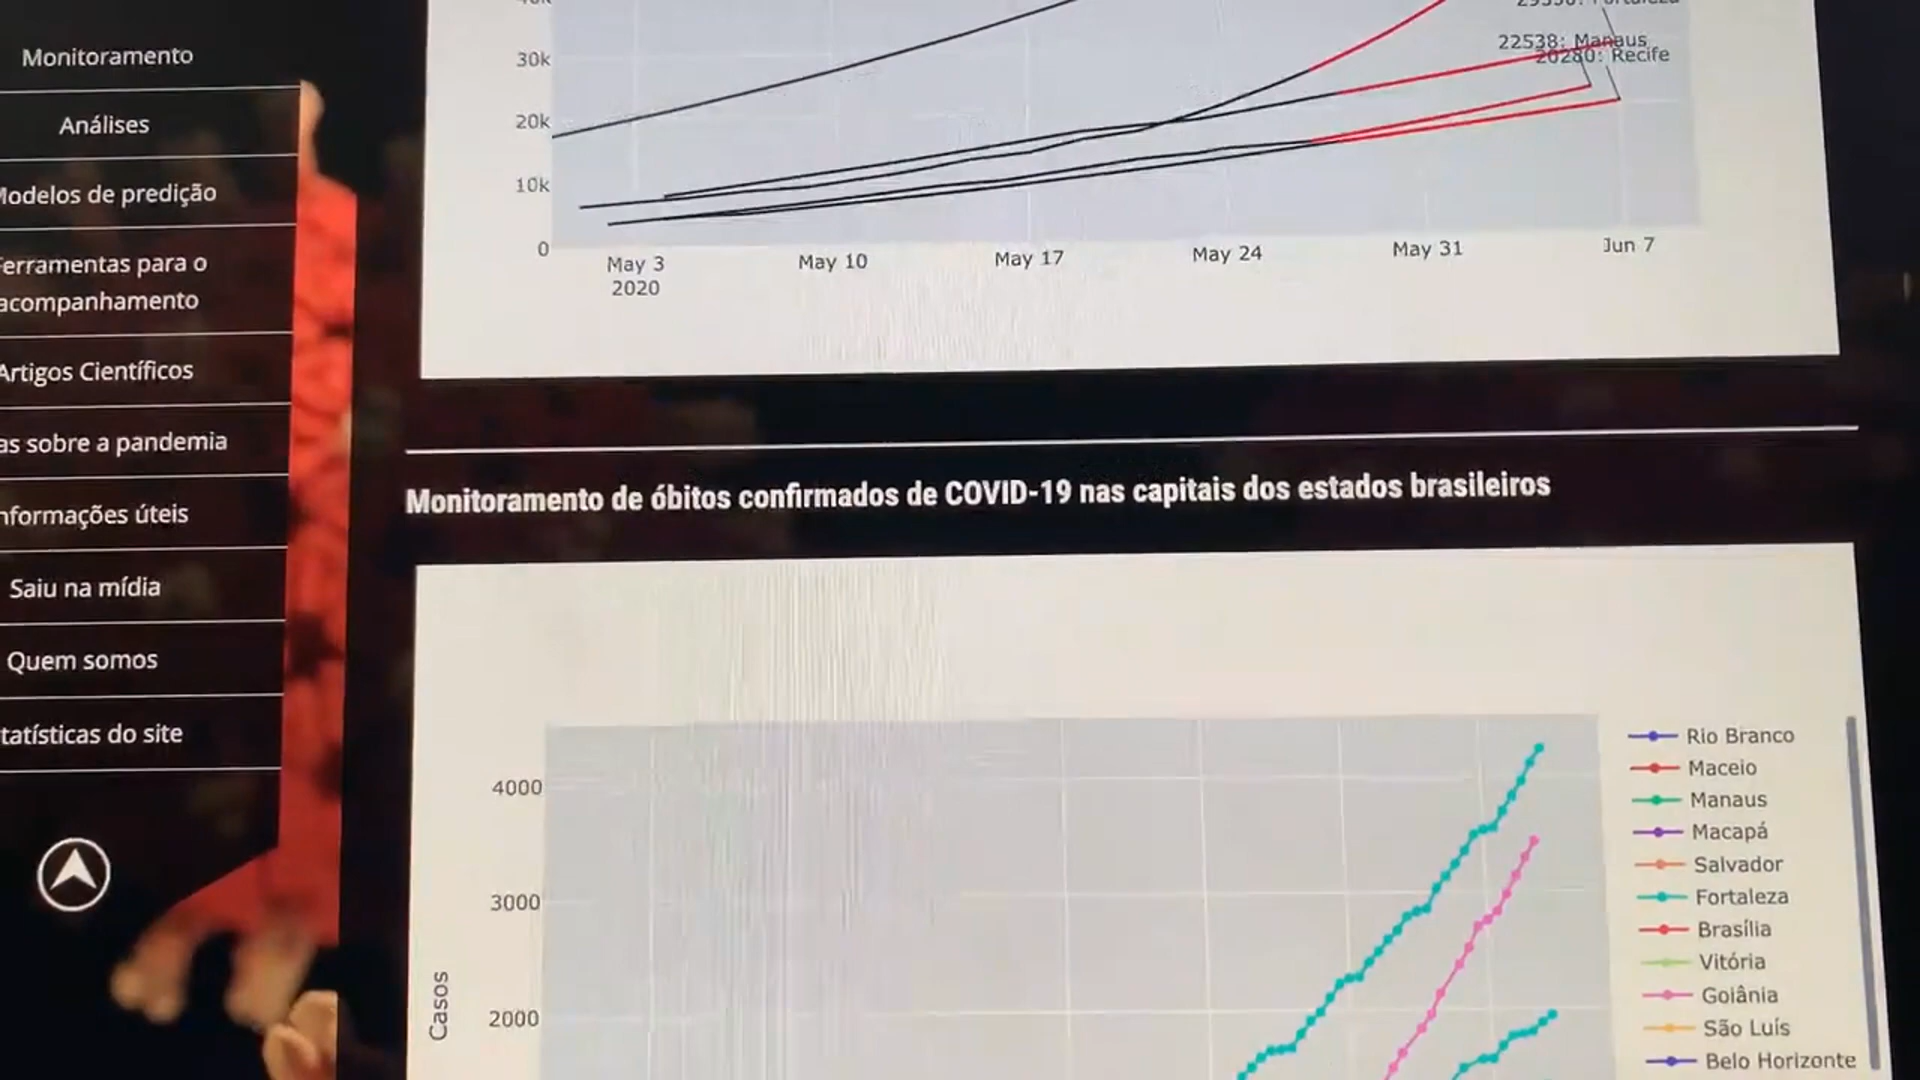 Monitoramento
Análises
Modelos de predição
Ferramentas para o
acompanhamento
Artigos Científicos
as sobre a pandemia
nformações úteis
Saiu na mídia
Quem somos
tatísticas do site
30k
20k
10k
0
22538: Manaus
20280: Recife
May 3
2020
May 10
May 17
May 24
May 31
Jun 7
Monitoramento de óbitos confirmados de COVID-19 nas capitais dos estados brasileiros
4000
3000
2000
Casos
Rio Branco
Maceio
Manaus
Macapá
Salvador
Fortaleza
Brasília
Vitória
Goiânia
São Luís
Belo Horizonte